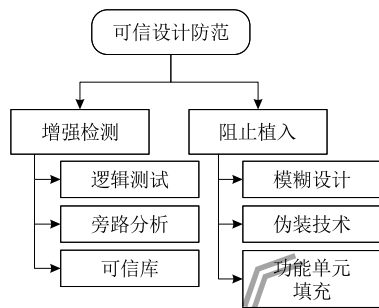 可信设计防范
增强检测
阻止植入
逻辑测试
模糊设计
旁路分析
伪装技术
可信库
功能单元
填充